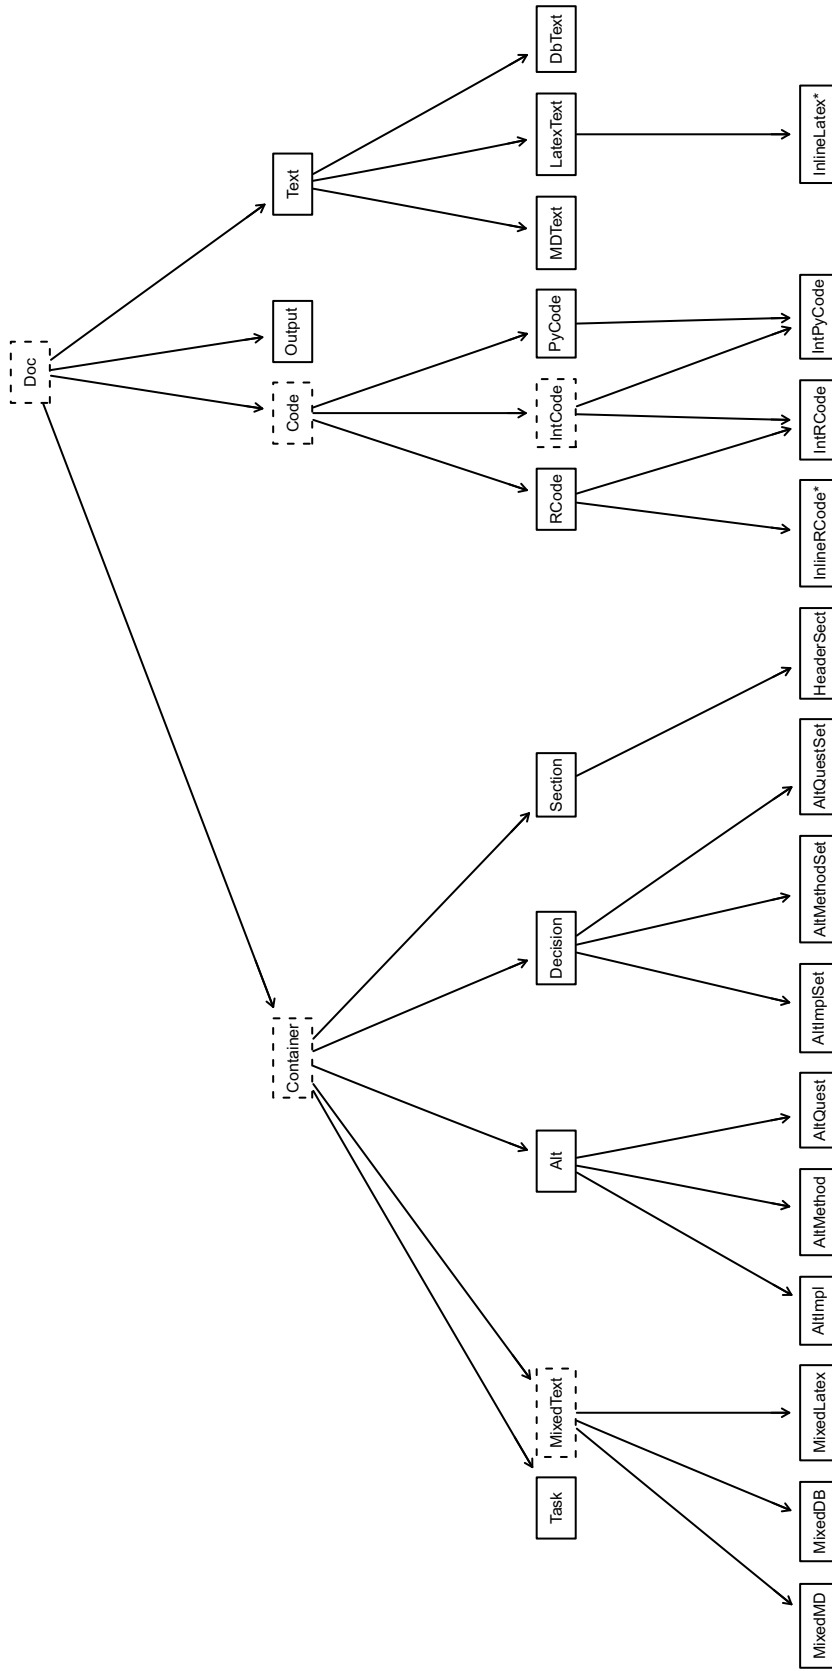 Doc
Container
Code
Output
Text
Task
MixedText
Alt
Decision
Section
RCode
IntCode
PyCode
MDText
LatexText
DbText
MixedMD
MixedDB
MixedLatex
AltImpl
AltMethod
AltQuest
AltImplSet
AltMethodSet
AltQuestSet
HeaderSect
InlineRCode*
IntRCode
IntPyCode
InlineLatex*